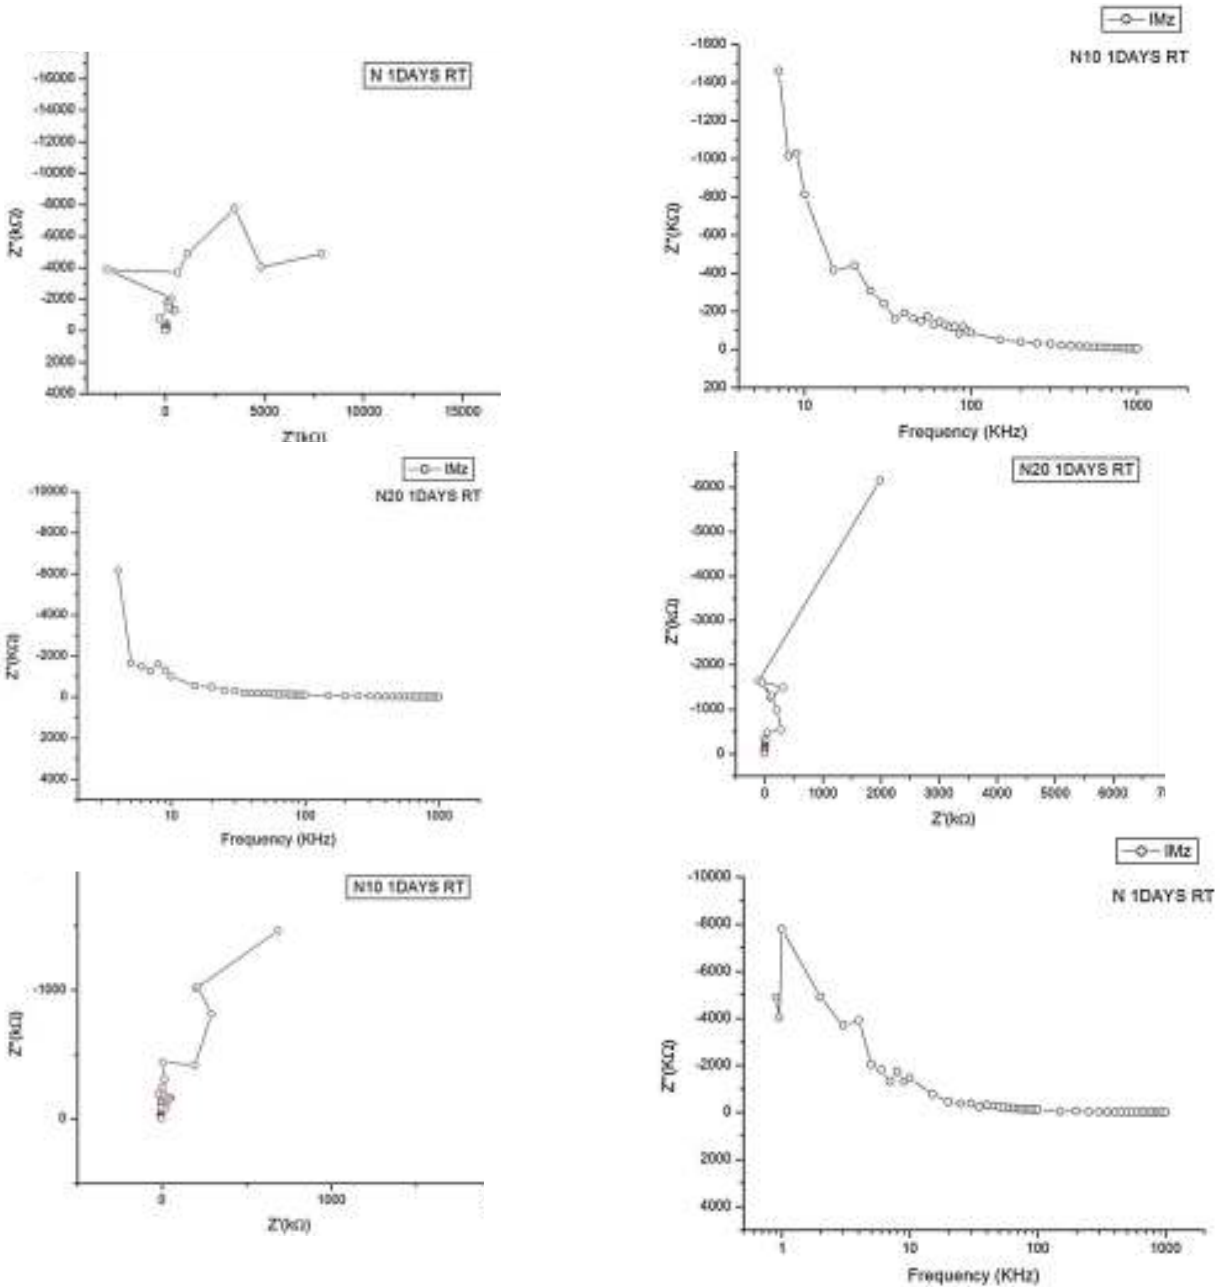 N 1DAYS RT
-16000
-14000
-12000
-10000
-8000
-6000
-4000
-2000
0
2000
4000
Z"(kΩ)
0 5000 10000 15000
Z'(kΩ)
IMz
N10 1DAYS RT
-1600
-1400
-1200
-1000
-800
-600
-400
-200
0
200
Z"(KΩ)
10 100 1000
Frequency (KHz)
IMz
N20 1DAYS RT
-10000
-8000
-6000
-4000
-2000
0
2000
4000
Z"(kΩ)
10 100 1000
Frequency (KHz)
N20 1DAYS RT
-6000
-5000
-4000
-3000
-2000
-1000
0
Z"(kΩ)
0 1000 2000 3000 4000 5000 6000
Z'(kΩ)
N10 1DAYS RT
-1000
0
Z"(kΩ)
0 1000
Z'(kΩ)
IMz
N 1DAYS RT
-10000
-8000
-6000
-4000
-2000
0
2000
4000
Z"(KΩ)
1 10 100 1000
Frequency (KHz)